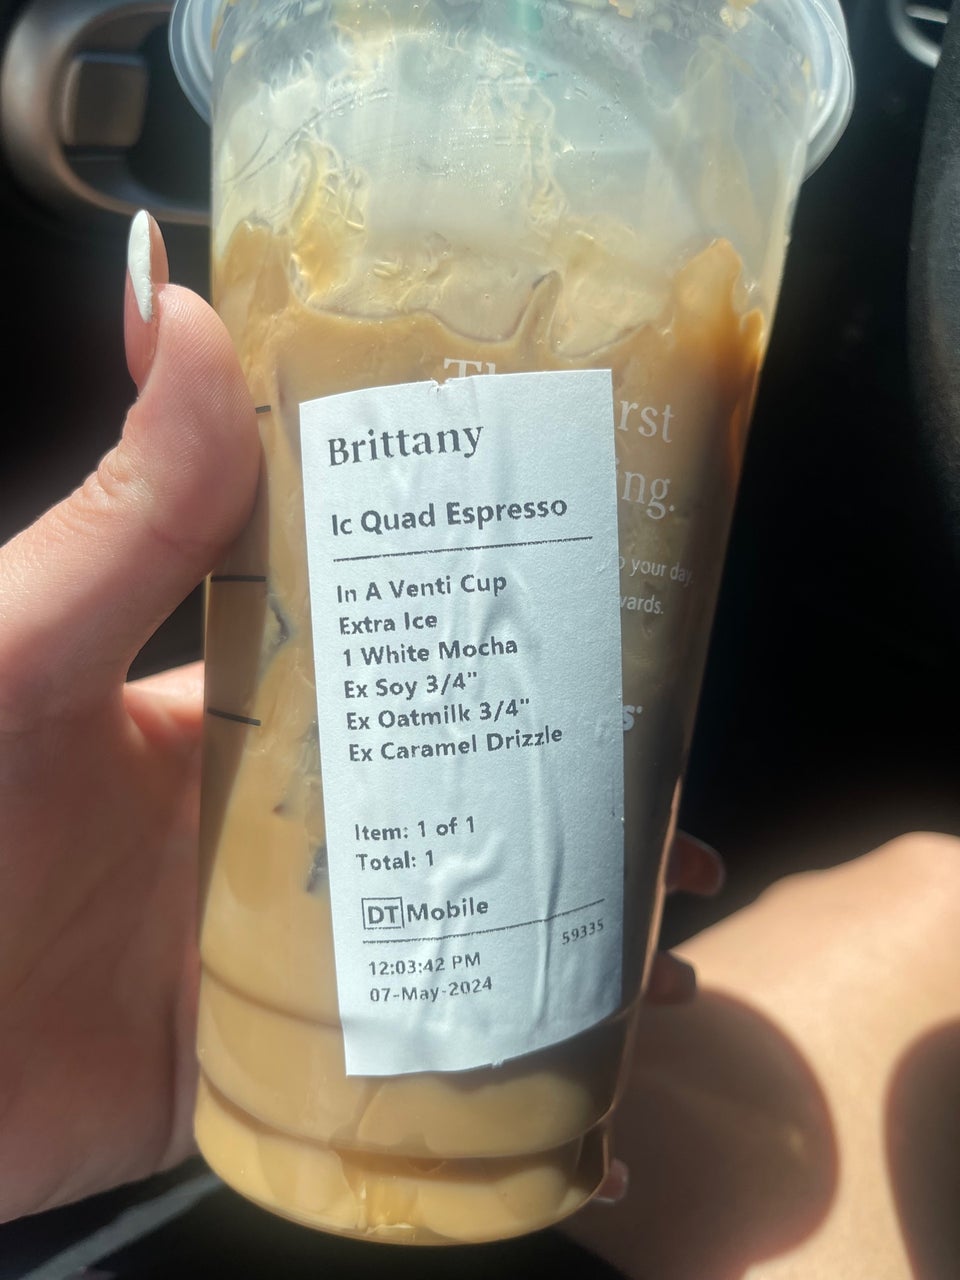 Brittany
Ic Quad Espresso
In A Venti Cup
Extra Ice
1 White Mocha
Ex Soy 3/4"
Ex Oatmilk 3/4"
Ex Caramel Drizzle
Item: 1 of 1
Total: 1
DT Mobile
59335
12:03:42 PM
07-May-2024
your day.